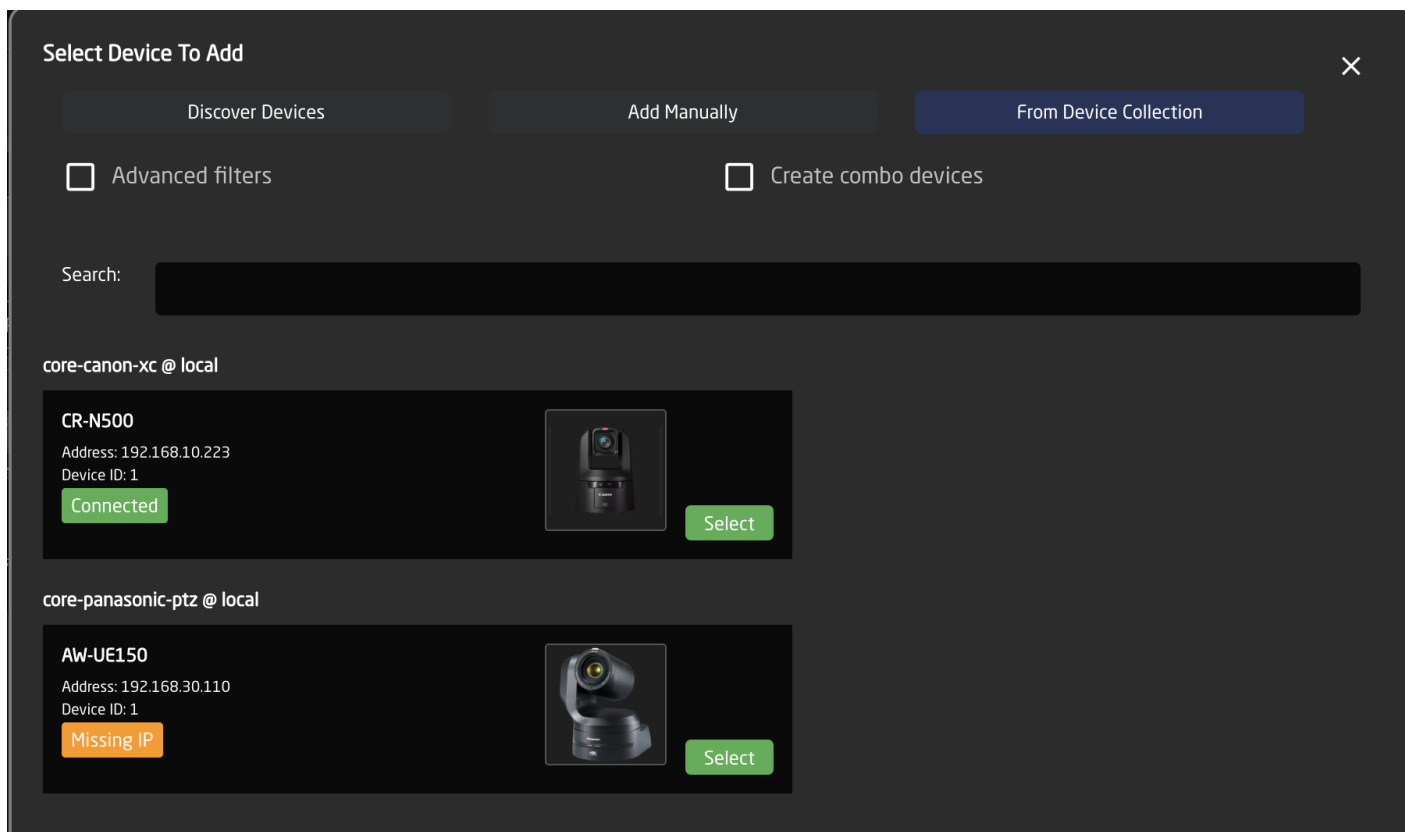 Select Device To Add
Discover Devices
Add Manually
From Device Collection
Advanced filters
Create combo devices
Search:
core-canon-xc @ local
CR-N500
Address: 192.168.10.223
Device ID: 1
Connected
Select
core-panasonic-ptz @ local
AW-UE150
Address: 192.168.30.110
Device ID: 1
Missing IP
Select